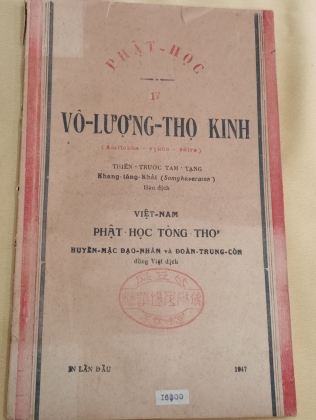 PHẬT-HỌC
17
VÔ-LƯỢNG-THỌ KINH
THIÊN-TRƯỚC TAM-TẠNG
Khang-tăng-Khải (Sanghavarman)
Hán dịch
VIỆT-NAM
PHẬT-HỌC TÒNG-THƠ
HUYỀN-MẶC ĐẠO-NHÂN và ĐOÀN-TRUNG-CÒN
đồng Việt dịch
IN LẦN ĐẦU
1947